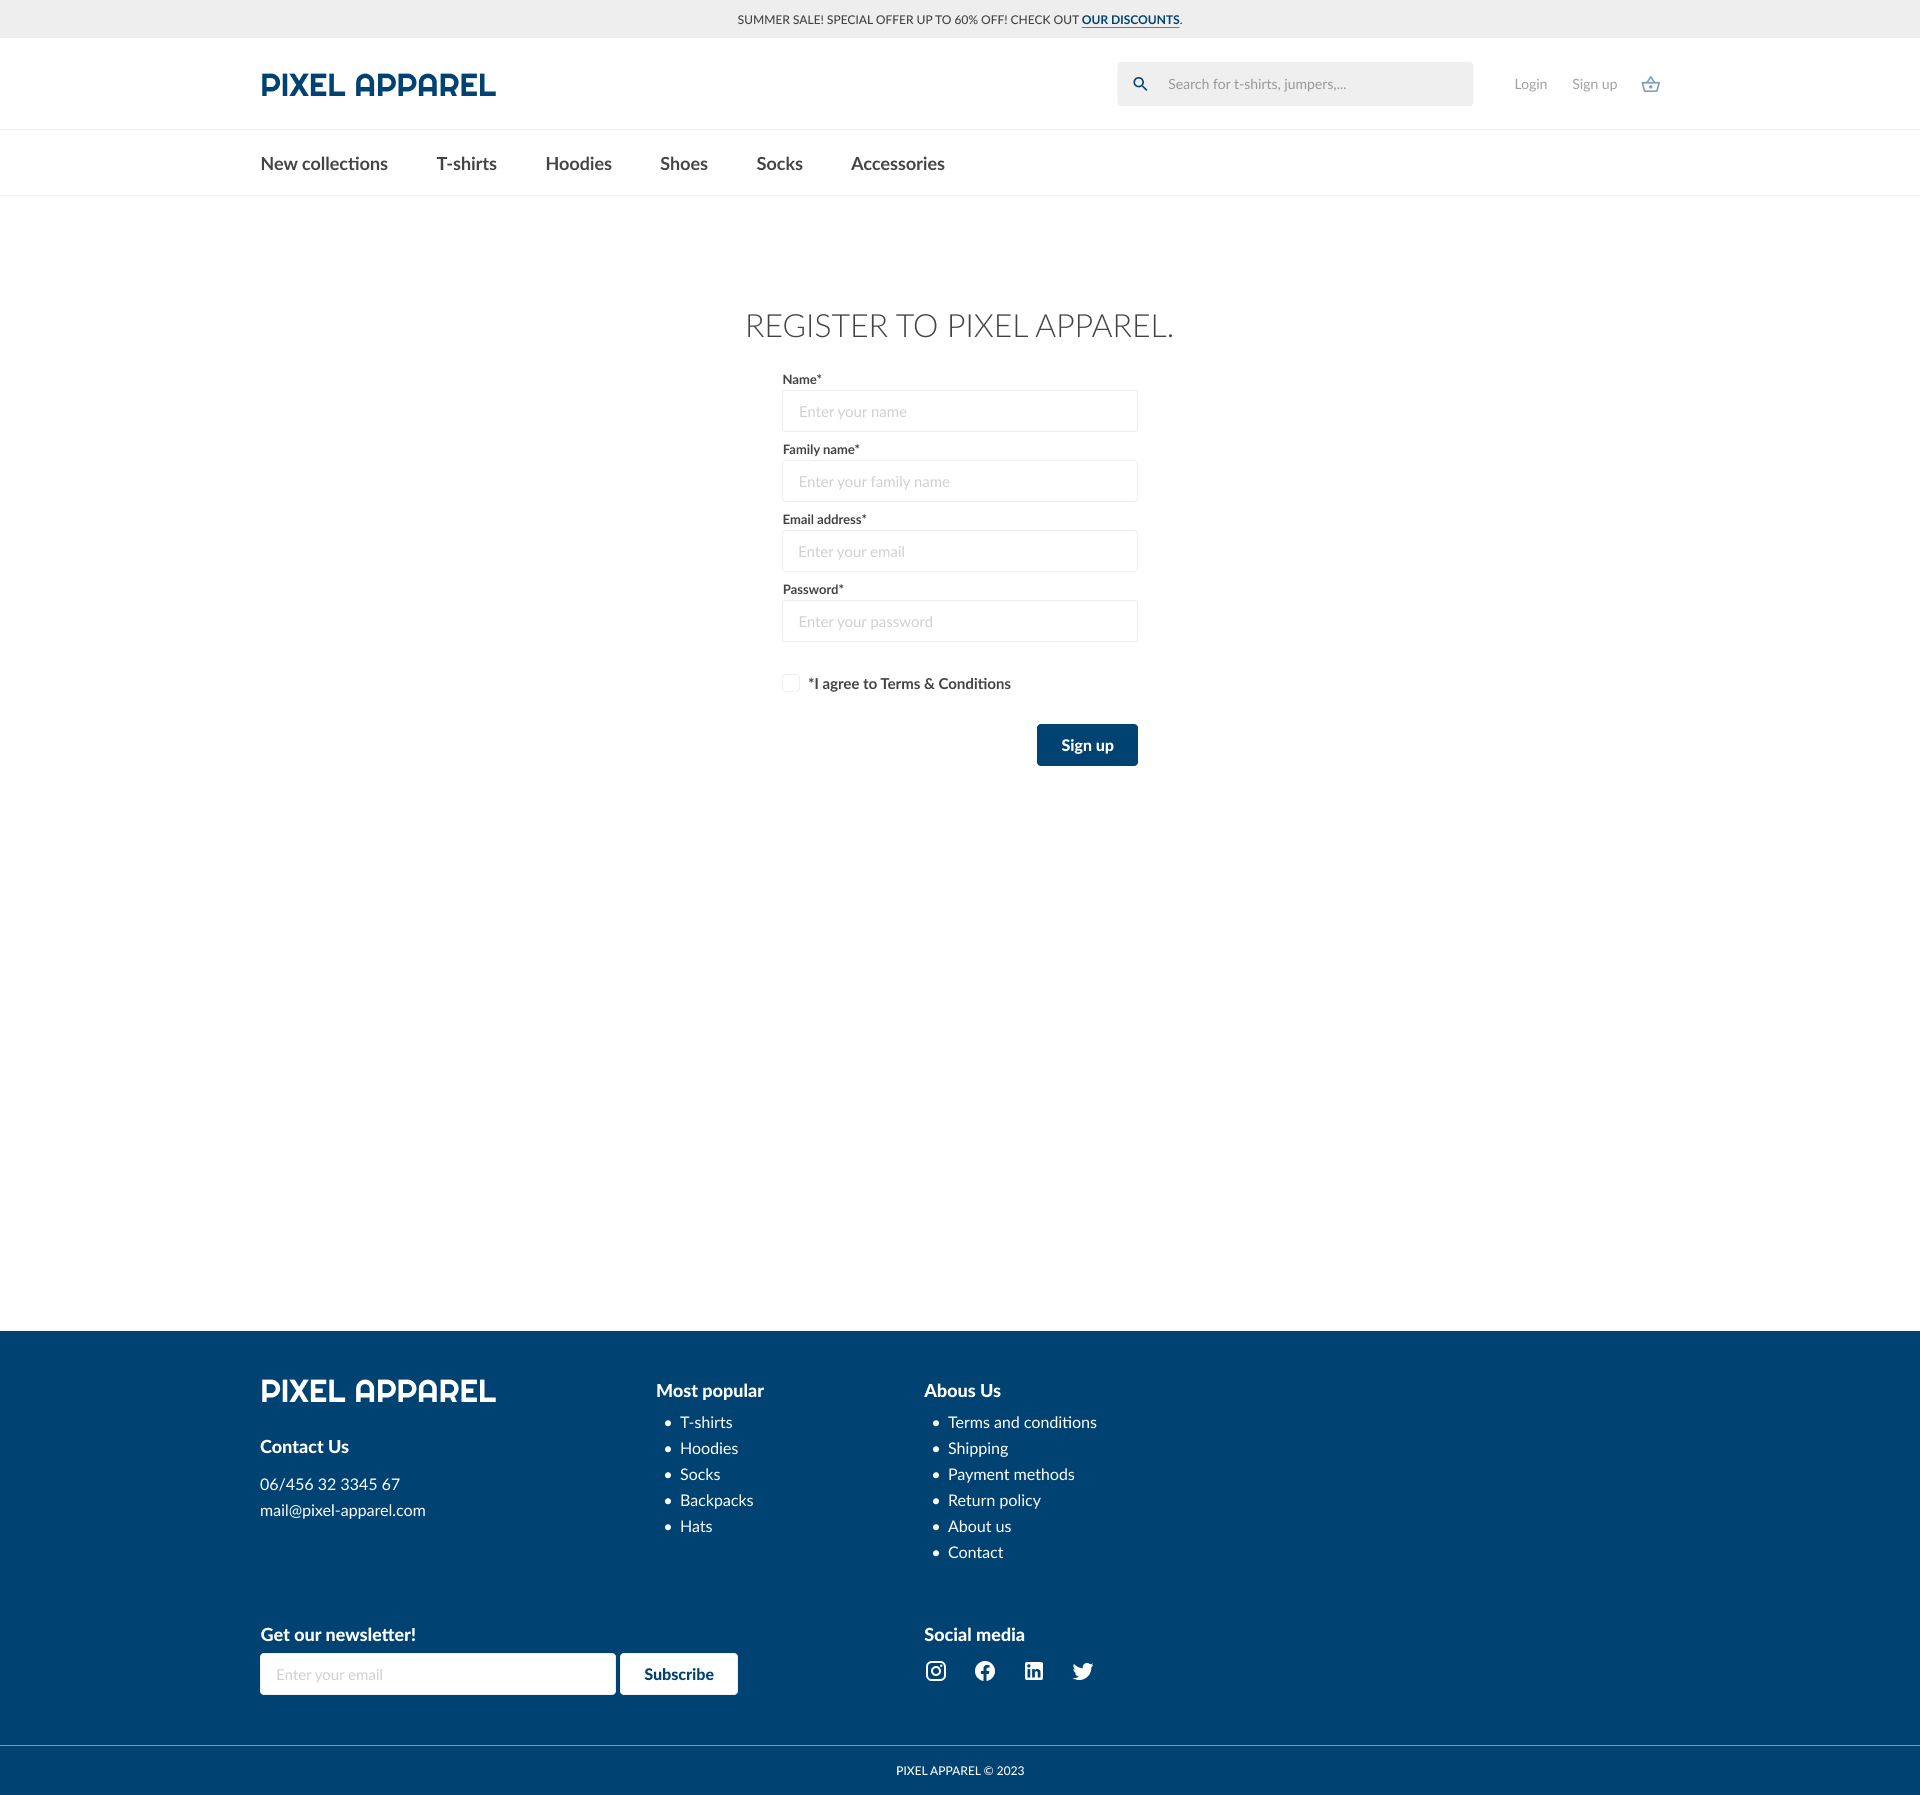 SUMMER SALE! SPECIAL OFFER UP TO 60% OFF! CHECK OUT OUR DISCOUNTS.
PIXEL APPAREL
Search for t-shirts, jumpers,...
Login
Sign up
New collections
T-shirts
Hoodies
Shoes
Socks
Accessories
REGISTER TO PIXEL APPAREL.
Name*
Enter your name
Family name*
Enter your family name
Email address*
Enter your email
Password*
Enter your password
*I agree to Terms & Conditions
Sign up
PIXEL APPAREL
Contact Us
06/456 32 3345 67
mail@pixel-apparel.com
Most popular
• T-shirts
• Hoodies
• Socks
• Backpacks
• Hats
Abous Us
• Terms and conditions
• Shipping
• Payment methods
• Return policy
• About us
• Contact
Get our newsletter!
Enter your email
Subscribe
Social media
PIXEL APPAREL © 2023